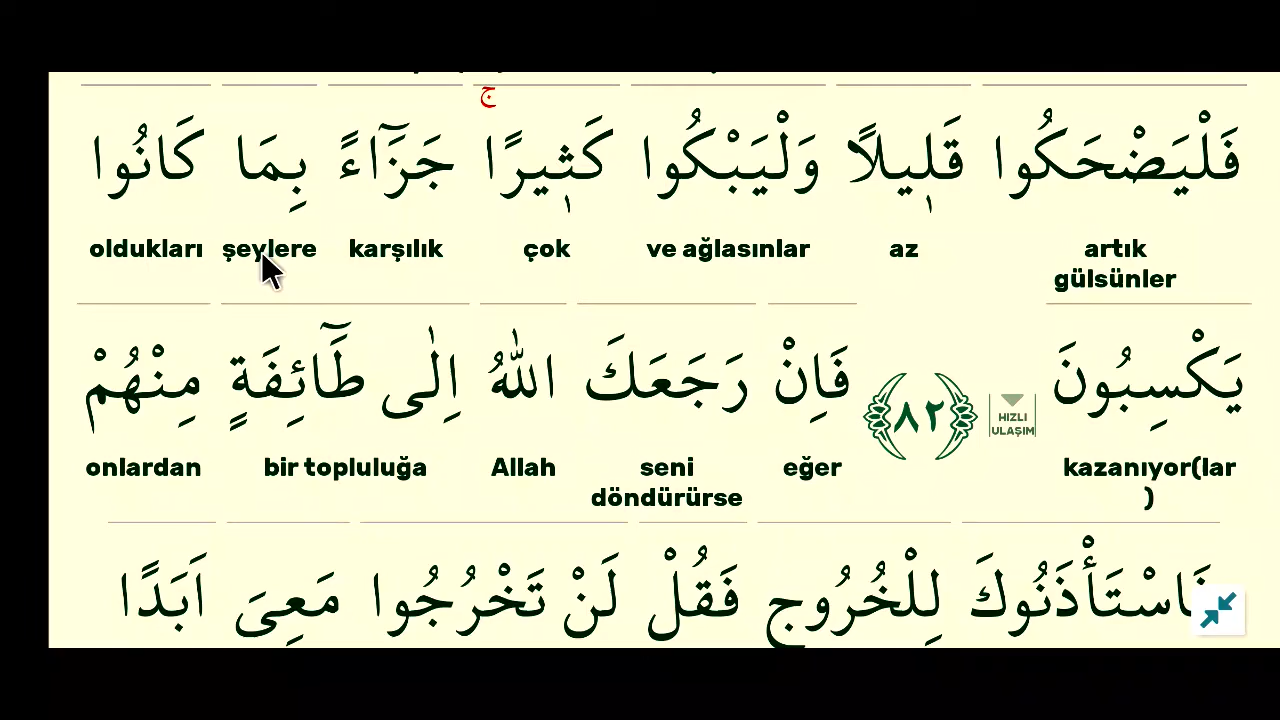 ج
فَلْيَضْحَكُوا قَلٖيلًا وَلْيَبْكُوا كَثٖيرًا جَزَٓاءً بِمَا كَانُوا
artık gülsünler az ve ağlasınlar çok karşılık şeylere oldukları
يَكْسِبُونَ HIZLI ULAŞIM ﴿٨٢﴾ فَاِنْ رَجَعَكَ اللّٰهُ اِلٰى طَٓائِفَةٍ مِنْهُمْ
kazanıyor(lar) eğer seni döndürürse Allah bir topluluğa onlardan
فَاسْتَأْذَنُوكَ لِلْخُرُوجِ فَقُلْ لَنْ تَخْرُجُوا مَعِىَ اَبَدًا